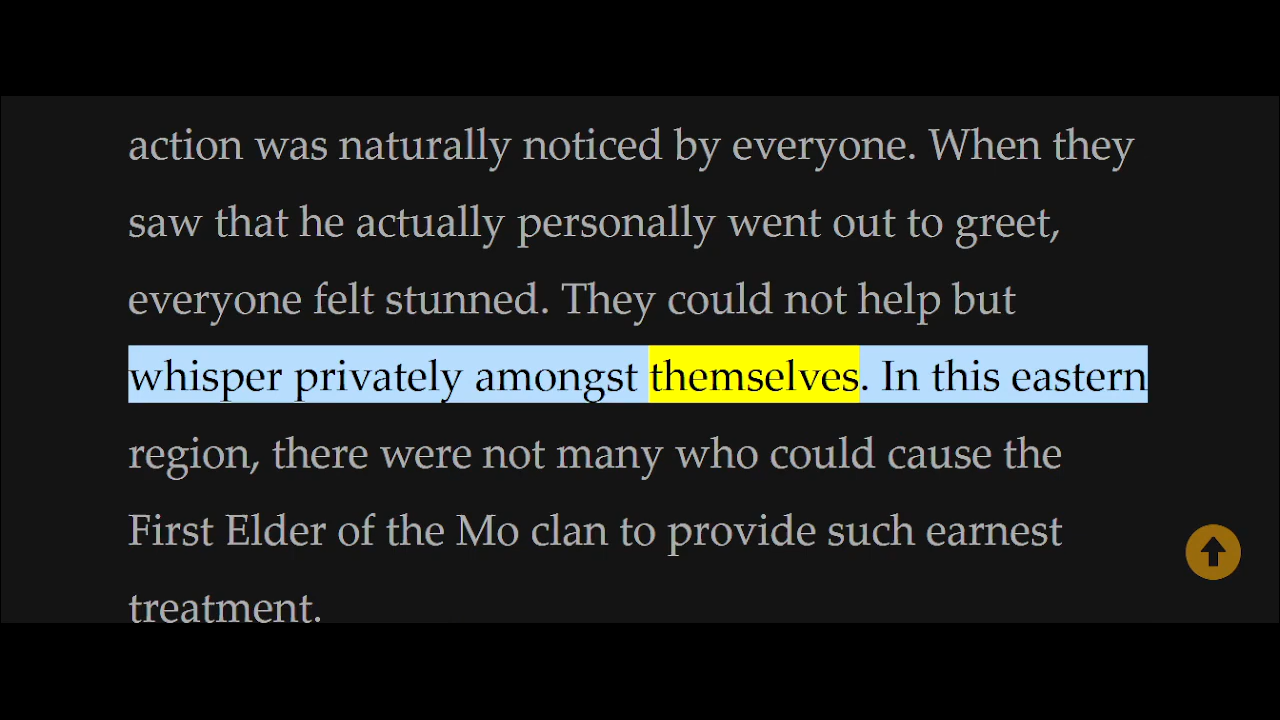 action was naturally noticed by everyone. When they
saw that he actually personally went out to greet,
everyone felt stunned. They could not help but
whisper privately amongst themselves. In this eastern
region, there were not many who could cause the
First Elder of the Mo clan to provide such earnest
treatment.